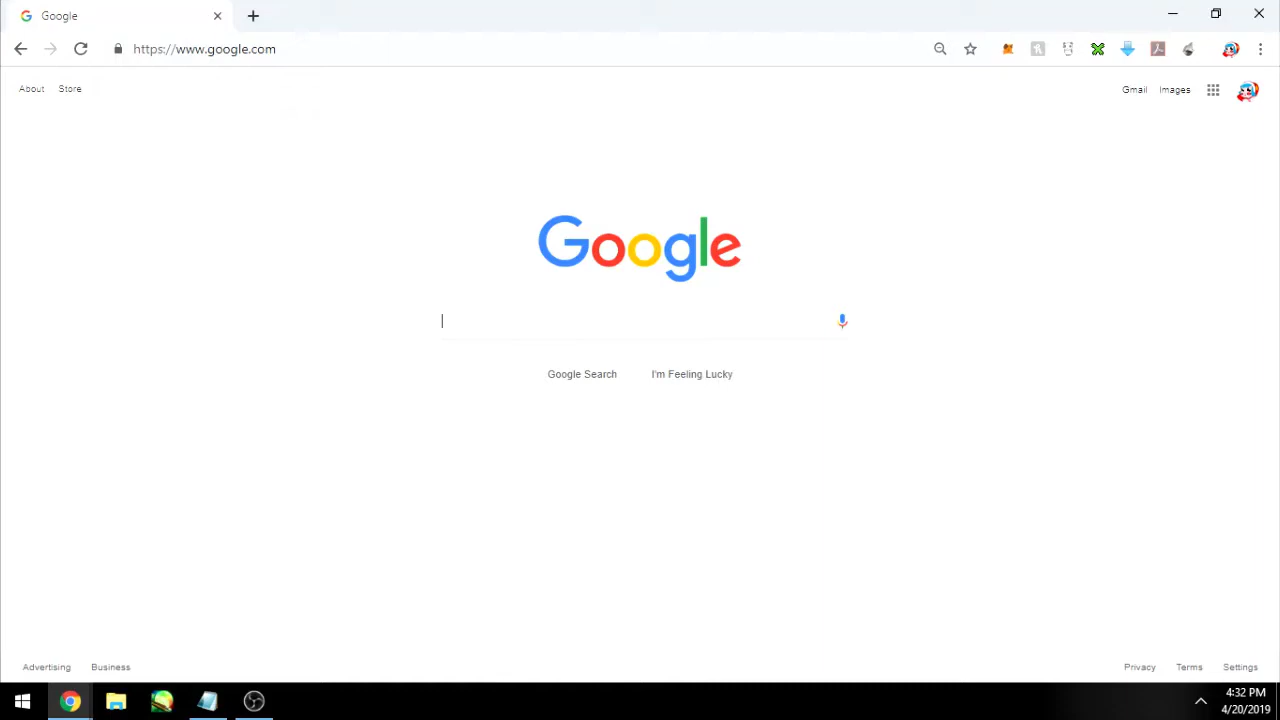 Google
https://www.google.com
About Store
Gmail Images
Google
Google Search I'm Feeling Lucky
Advertising Business
Privacy Terms Settings
4:32 PM
4/20/2019